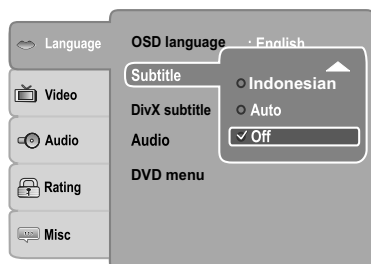 Language
Video
Audio
Rating
Misc
OSD language : English
Subtitle
DivX subtitle
Audio
DVD menu
Indonesian
Auto
Off